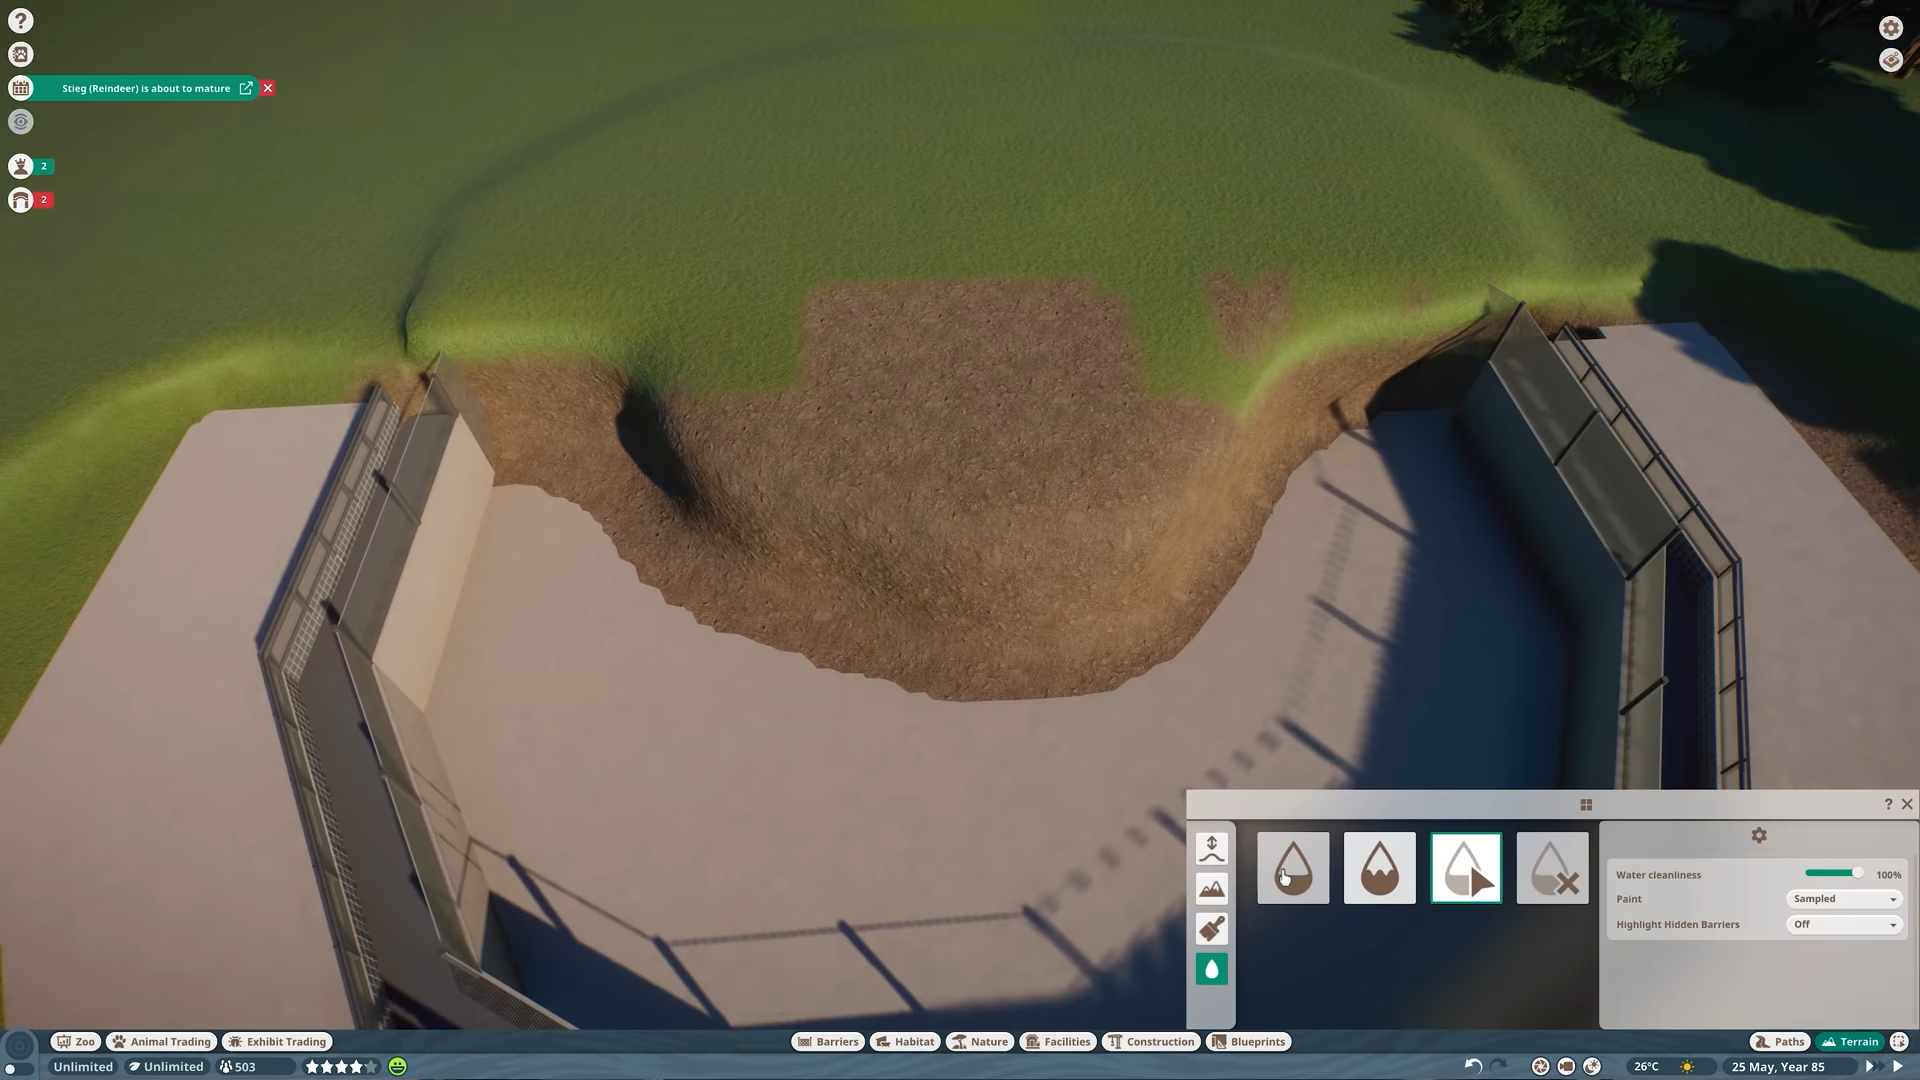 ?
Stieg (Reindeer) is about to mature
2
2
? 
Water cleanliness 100%
Paint Sampled
Highlight Hidden Barriers Off
Zoo Animal Trading Exhibit Trading Barriers Habitat Nature Facilities Construction Blueprints Paths Terrain
Unlimited Unlimited 503 26°C 25 May, Year 85